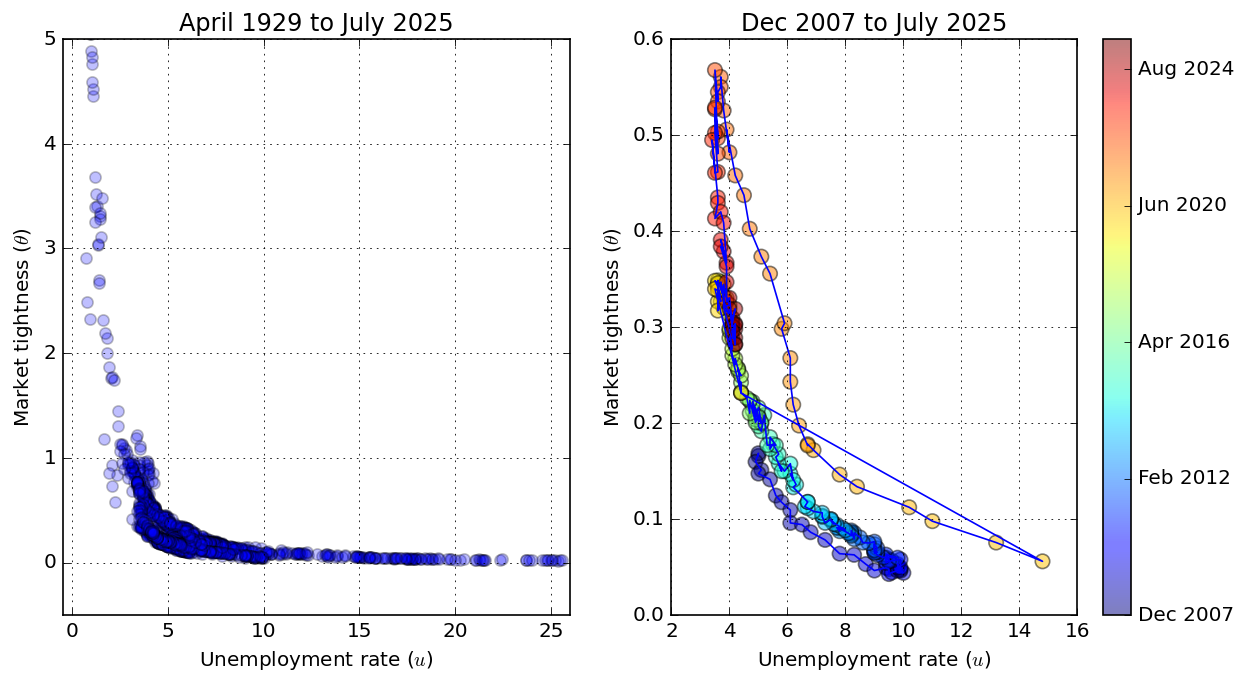 April 1929 to July 2025
5
4
3
2
1
0
Market tightness (θ)
0 5 10 15 20 25
Unemployment rate (u)
Dec 2007 to July 2025
0.6
0.5
0.4
0.3
0.2
0.1
0.0
Market tightness (θ)
2 4 6 8 10 12 14 16
Unemployment rate (u)
Aug 2024
Jun 2020
Apr 2016
Feb 2012
Dec 2007